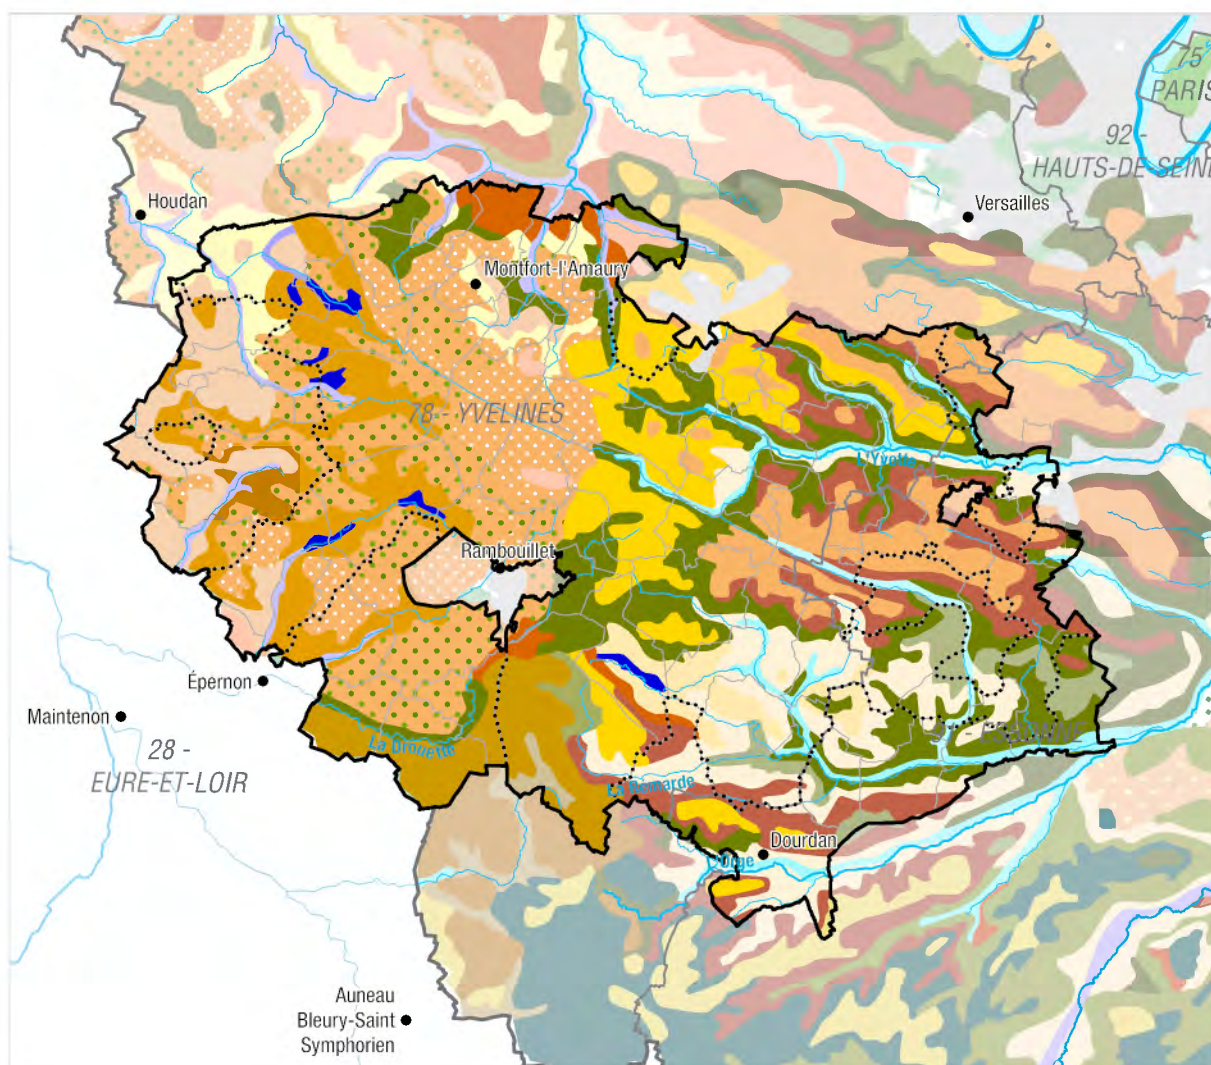 75
PARIS
92 -
HAUTS-DE-SEINE
Houdan
Versailles
Montfort-l'Amaury
78 - YVELINES
L'Yvette
Rambouillet
Épernon
Maintenon
28 -
EURE-ET-LOIR
La Drouette
- ESSONNE
La Rémarde
Dourdan
L'Orge
Auneau
Bleury-Saint
Symphorien